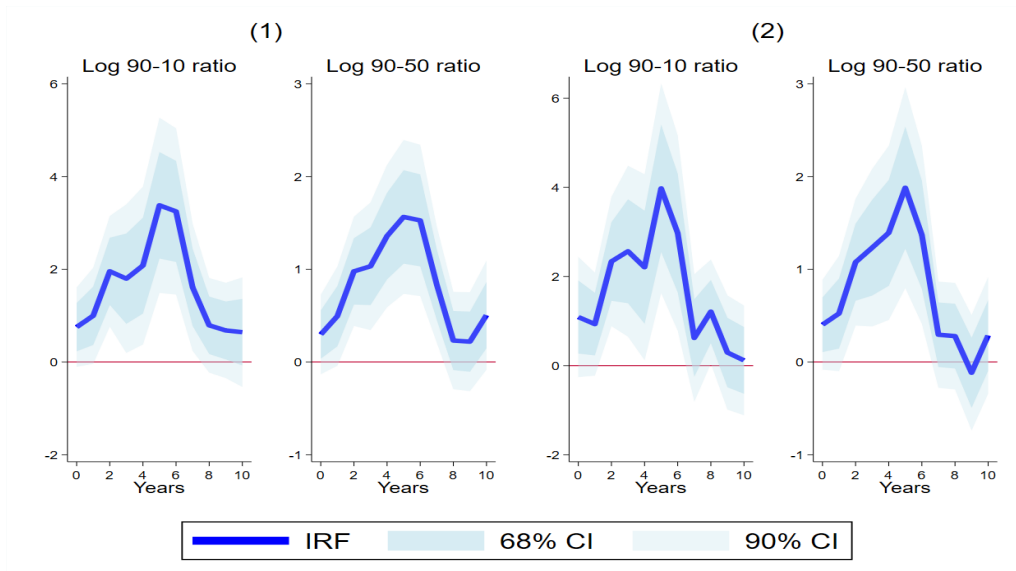 (1) (2)
Log 90-10 ratio Log 90-50 ratio Log 90-10 ratio Log 90-50 ratio
6 3 6 3
4 2 4 2
2 1 2 1
0 0 0 0
-2 -1 -2 -1
0 2 4 6 8 10 0 2 4 6 8 10 0 2 4 6 8 10 0 2 4 6 8 10
Years Years Years Years
IRF 68% CI 90% CI